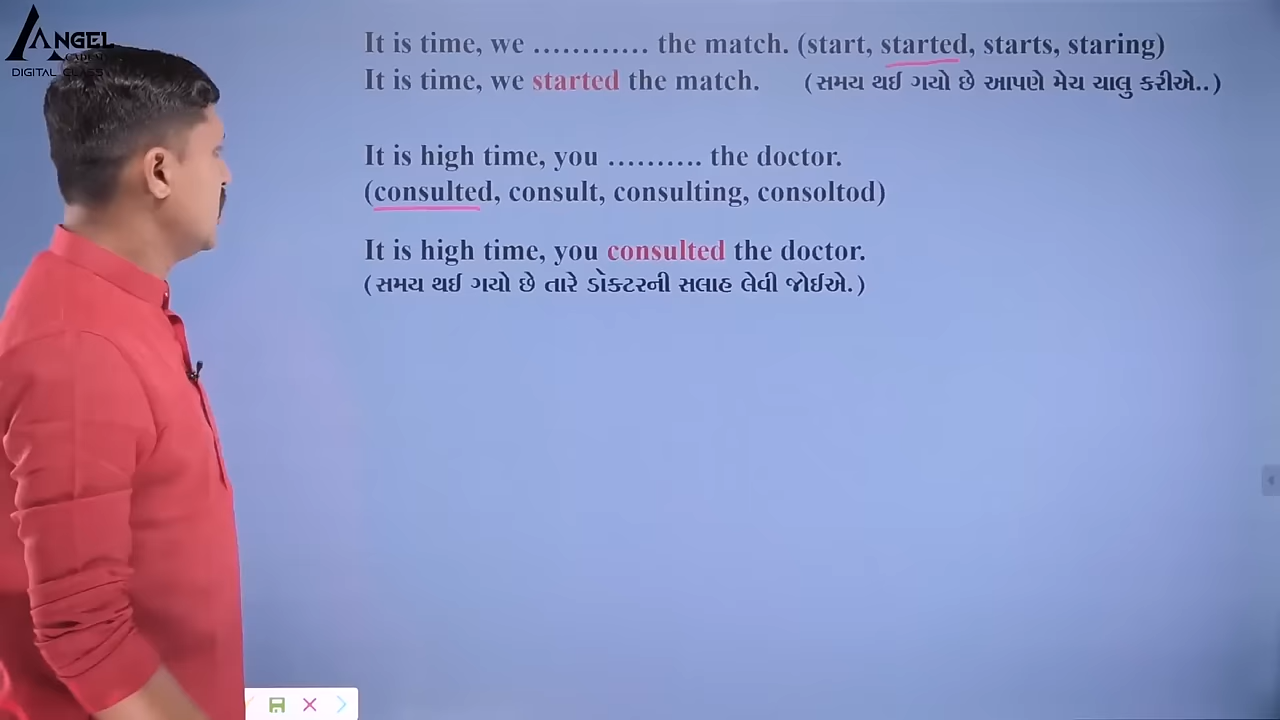 ANGEL
ACADEMY
DIGITAL CLASS
It is time, we ………… the match. (start, started, starts, staring)
It is time, we started the match. (સમય થઈ ગયો છે આપણે મેચ ચાલુ કરીએ..)
It is high time, you ………. the doctor.
(consulted, consult, consulting, consoltod)
It is high time, you consulted the doctor.
(સમય થઈ ગયો છે તારે ડૉક્ટરની સલાહ લેવી જોઈએ.)